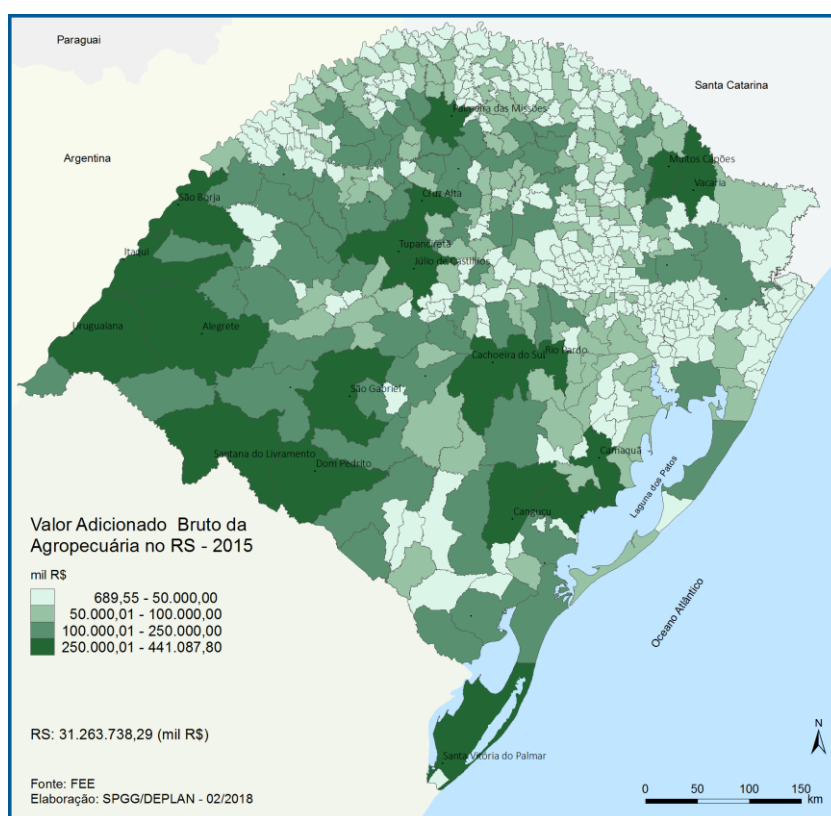 Paraguai
Santa Catarina
Argentina
Palmeira das Missões
Muitos Capões
Vacaria
Cruz Alta
São Borja
Tupanciretã
Itaqui
Júlio de Castilhos
Uruguaiana
Alegrete
Cachoeira do Sul
Rio Pardo
São Gabriel
Santana do Livramento
Camaquã
Dom Pedrito
Laguna dos Patos
Canguçu
Valor Adicionado Bruto da
Agropecuária no RS - 2015
mil R$
689,55 - 50.000,00
50.000,01 - 100.000,00
100.000,01 - 250.000,00
250.000,01 - 441.087,80
Oceano Atlântico
RS: 31.263.738,29 (mil R$)
N
Santa Vitória do Palmar
Fonte: FEE
Elaboração: SPGG/DEPLAN - 02/2018
0 50 100 150
km